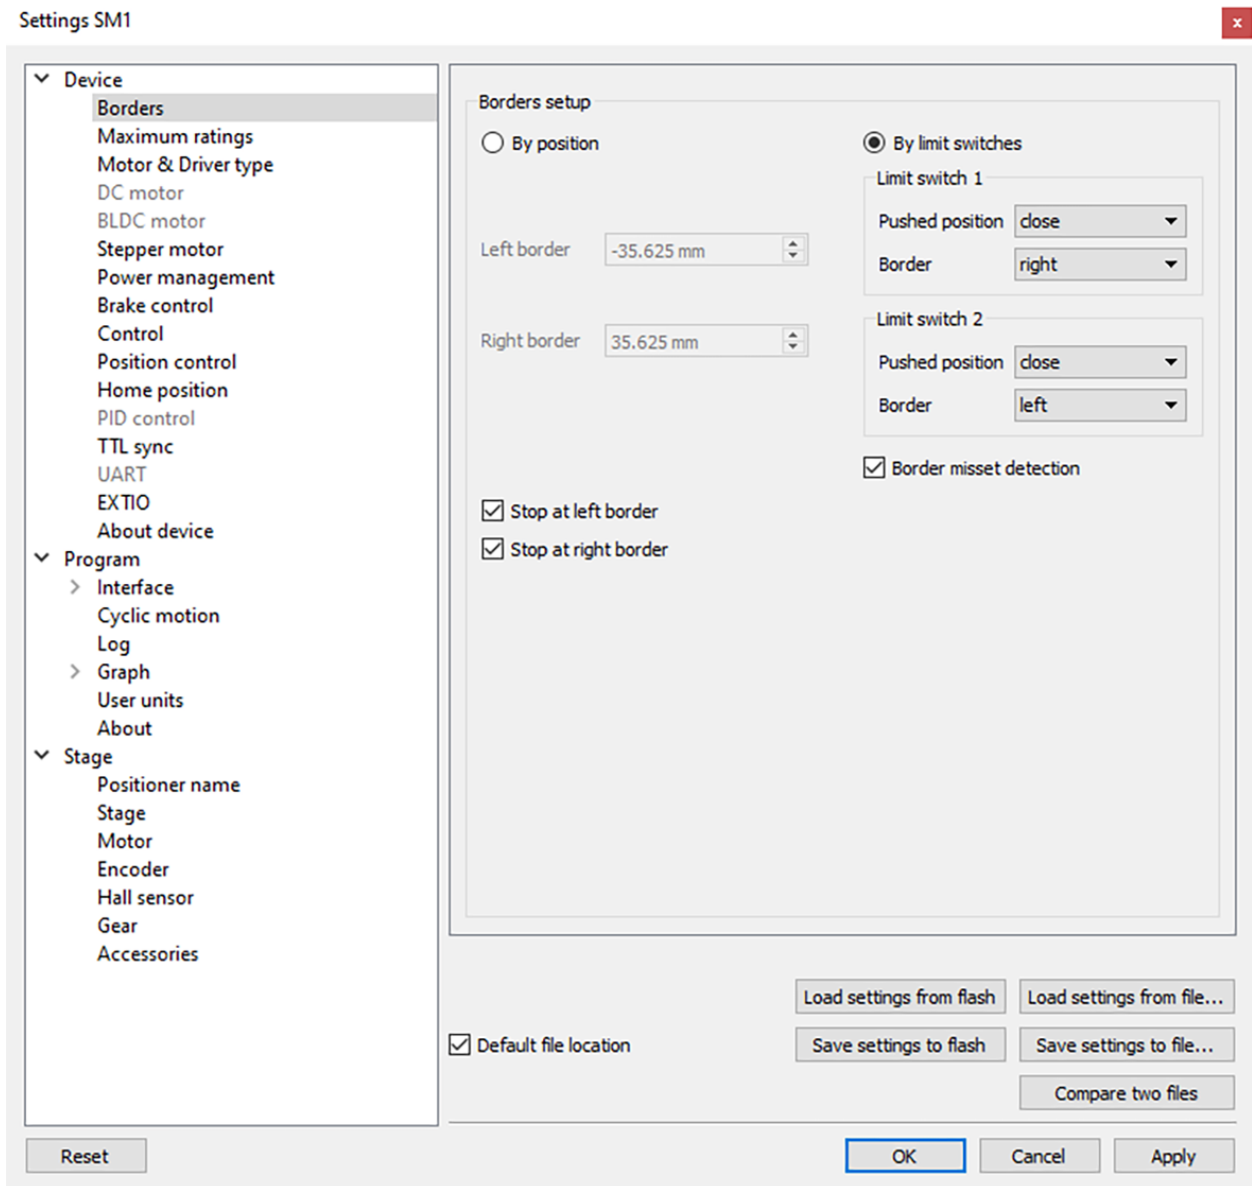 Settings SM1
x
Device
Borders
Maximum ratings
Motor & Driver type
DC motor
BLDC motor
Stepper motor
Power management
Brake control
Control
Position control
Home position
PID control
TTL sync
UART
EXTIO
About device
Program
Interface
Cyclic motion
Log
Graph
User units
About
Stage
Positioner name
Stage
Motor
Encoder
Hall sensor
Gear
Accessories
Borders setup
By position
By limit switches
Limit switch 1
Pushed position close
Border right
Left border -35.625 mm
Limit switch 2
Right border 35.625 mm
Pushed position close
Border left
Border misset detection
Stop at left border
Stop at right border
Load settings from flash
Load settings from file...
Default file location
Save settings to flash
Save settings to file...
Compare two files
Reset
OK
Cancel
Apply